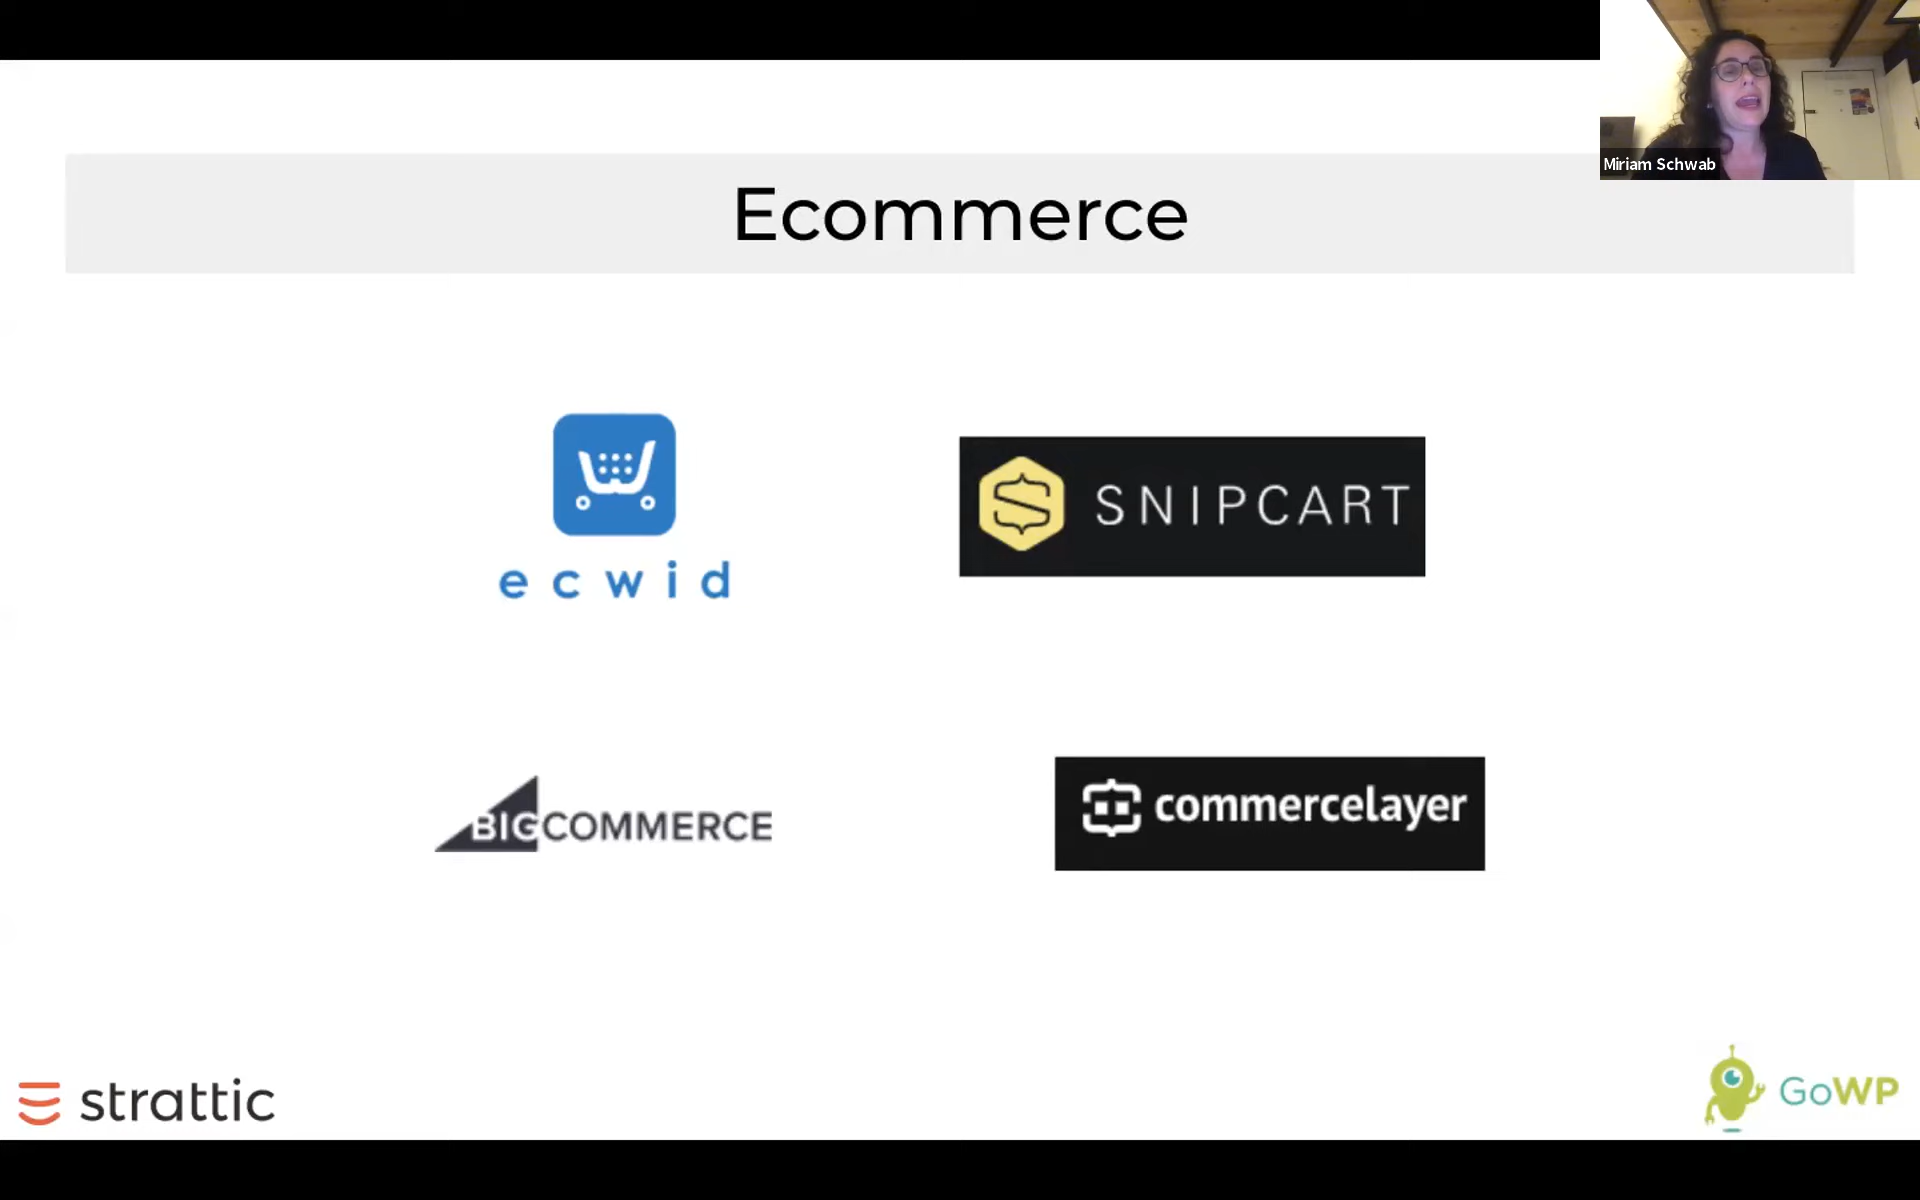 Miriam Schwab
Ecommerce
ecwid
SNIPCART
BIGCOMMERCE
commercelayer
strattic
GoWP